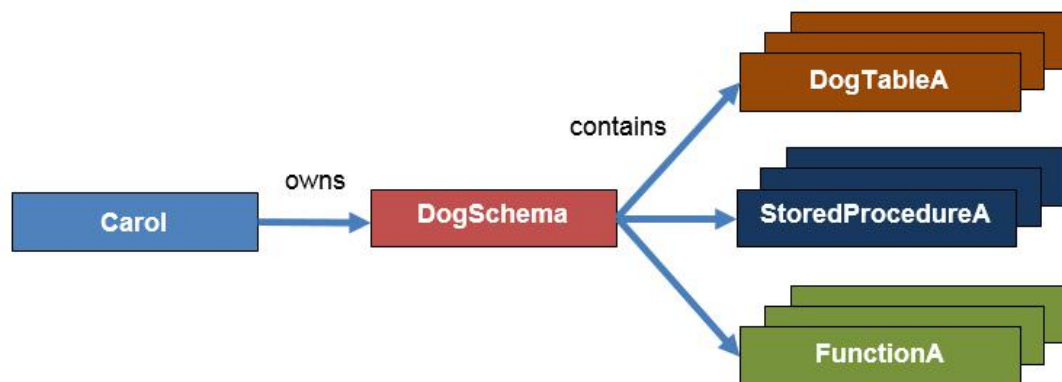 DogTableA
contains
owns
Carol
DogSchema
StoredProcedureA
FunctionA